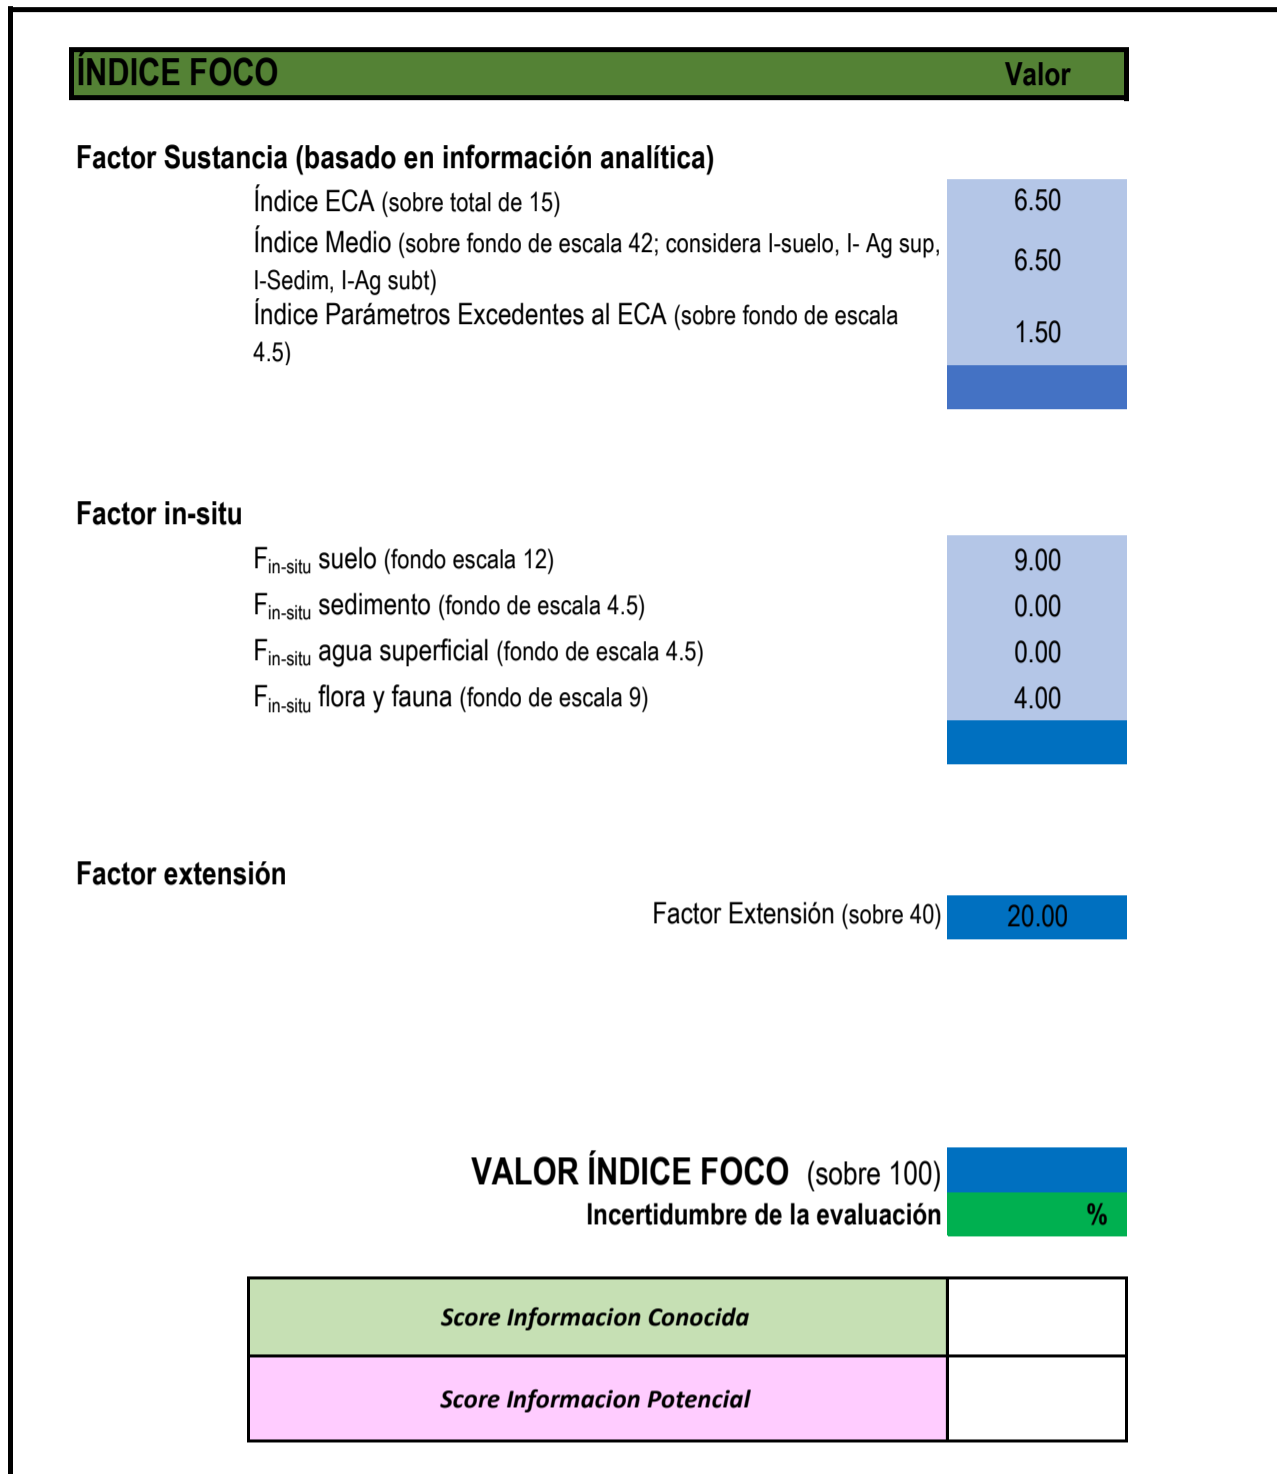 ÍNDICE FOCO Valor
Factor Sustancia (basado en información analítica)
Índice ECA (sobre total de 15) 6.50
Índice Medio (sobre fondo de escala 42; considera I-suelo, I- Ag sup,
I-Sedim, I-Ag subt) 6.50
Índice Parámetros Excedentes al ECA (sobre fondo de escala
4.5) 1.50
Factor in-situ
Fin-situ suelo (fondo escala 12) 9.00
Fin-situ sedimento (fondo de escala 4.5) 0.00
Fin-situ agua superficial (fondo de escala 4.5) 0.00
Fin-situ flora y fauna (fondo de escala 9) 4.00
Factor extensión
Factor Extensión (sobre 40) 20.00
VALOR ÍNDICE FOCO (sobre 100)
Incertidumbre de la evaluación %
Score Informacion Conocida
Score Informacion Potencial